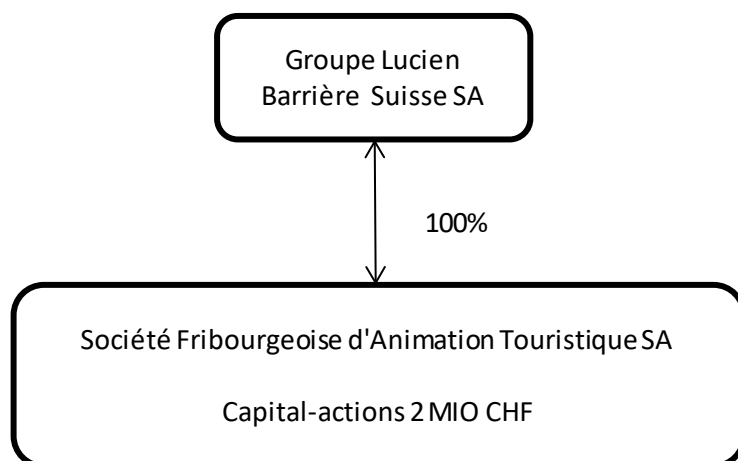 Groupe Lucien
Barrière Suisse SA
100%
Société Fribourgeoise d'Animation Touristique SA
Capital-actions 2 MIO CHF